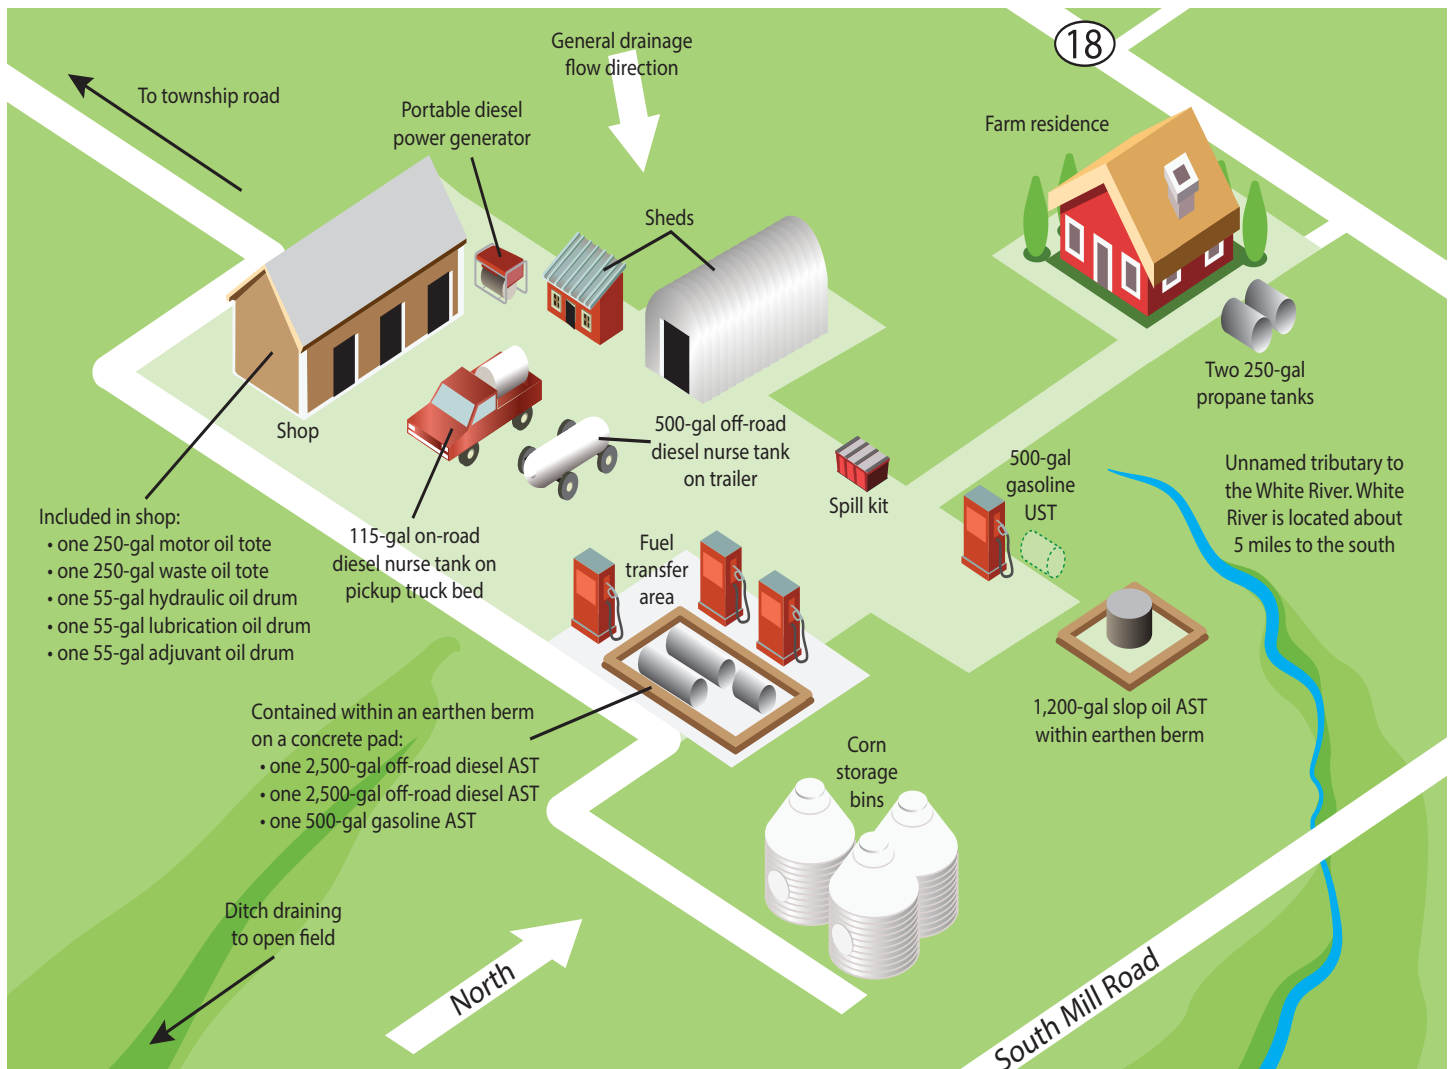 General drainage
flow direction
18
To township road
Portable diesel
power generator
Farm residence
Sheds
Two 250-gal
propane tanks
Shop
500-gal off-road
diesel nurse tank
on trailer
Spill kit
500-gal
gasoline
UST
Unnamed tributary to
the White River. White
River is located about
5 miles to the south
Included in shop:
• one 250-gal motor oil tote
• one 250-gal waste oil tote
• one 55-gal hydraulic oil drum
• one 55-gal lubrication oil drum
• one 55-gal adjuvant oil drum
115-gal on-road
diesel nurse tank on
pickup truck bed
Fuel
transfer
area
Contained within an earthen berm
on a concrete pad:
• one 2,500-gal off-road diesel AST
• one 2,500-gal off-road diesel AST
• one 500-gal gasoline AST
1,200-gal slop oil AST
within earthen berm
Corn
storage
bins
Ditch draining
to open field
North
South Mill Road